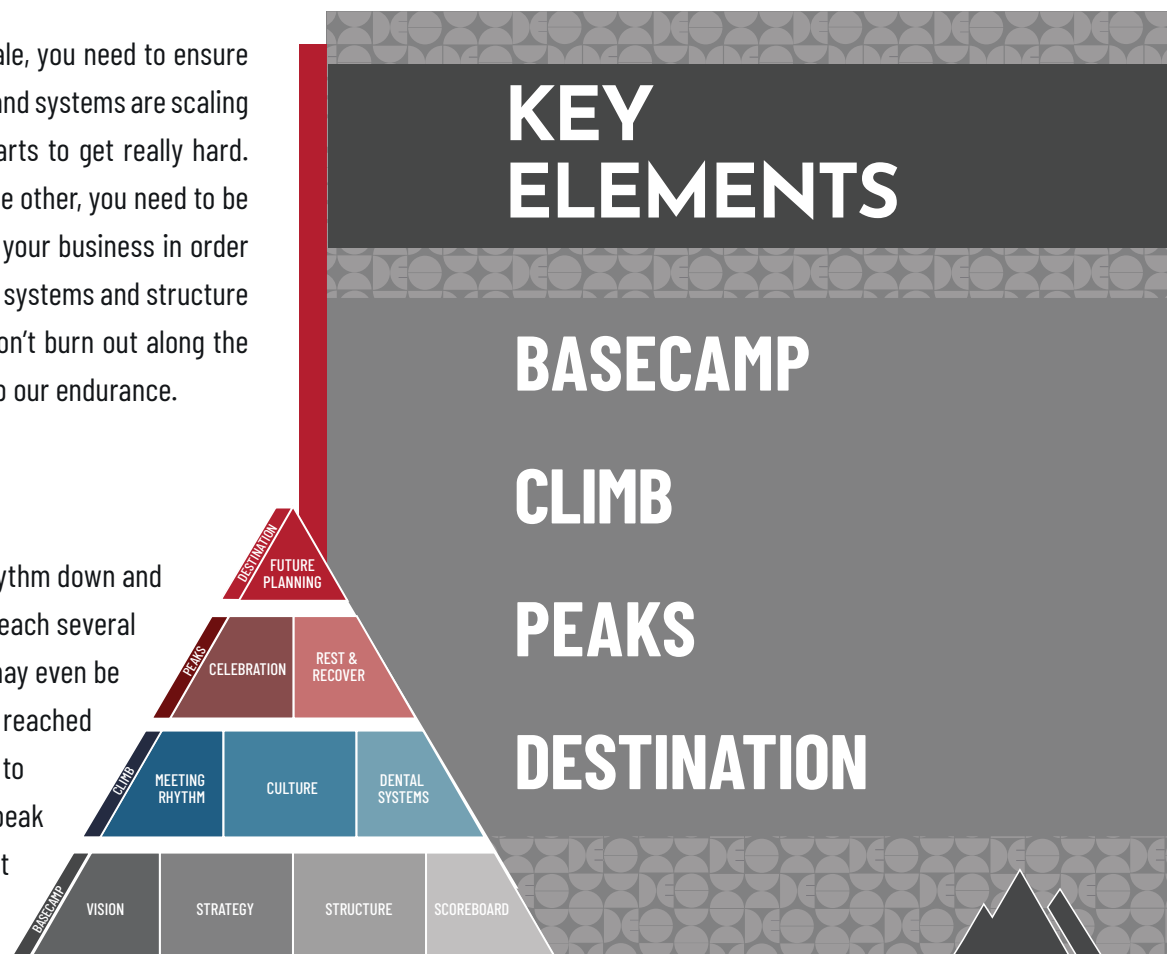 ale, you need to ensure
and systems are scaling
arts to get really hard.
e other, you need to be
your business in order
systems and structure
on't burn out along the
o our endurance.
ythm down and
each several
may even be
reached
to
peak
t
KEY
ELEMENTS
BASECAMP
CLIMB
PEAKS
DESTINATION
DESTINATION
FUTURE
PLANNING
PEAKS
CELEBRATION
REST &
RECOVER
CLIMB
MEETING
RHYTHM
CULTURE
DENTAL
SYSTEMS
BASECAMP
VISION
STRATEGY
STRUCTURE
SCOREBOARD